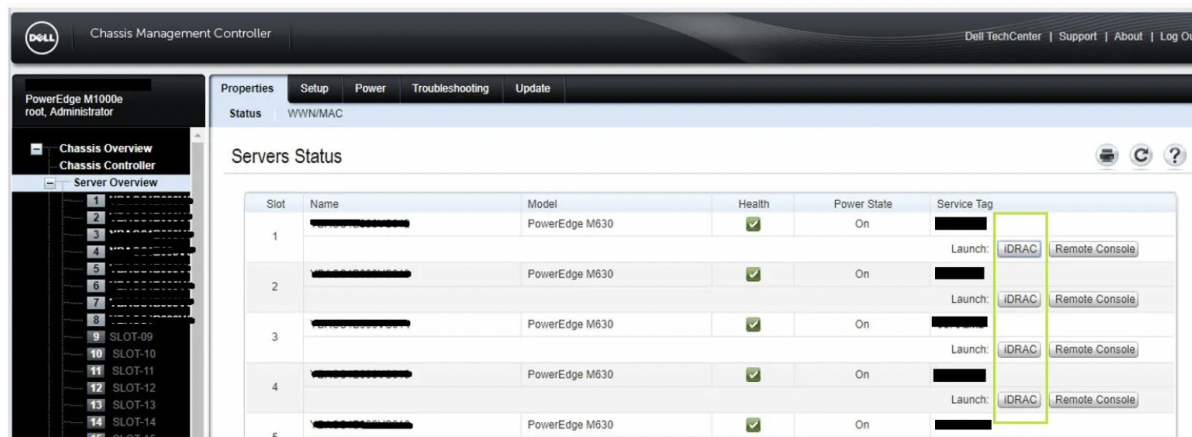 DELL
Chassis Management Controller
Dell TechCenter | Support | About | Log Ou
PowerEdge M1000e
root, Administrator
Properties Setup Power Troubleshooting Update
Status WWN/MAC
Chassis Overview
Chassis Controller
Server Overview
1
2
3
4
5
6
7
8
9 SLOT-09
10 SLOT-10
11 SLOT-11
12 SLOT-12
13 SLOT-13
14 SLOT-14
Servers Status
?
Slot Name Model Health Power State Service Tag
1 PowerEdge M630 On
Launch: iDRAC Remote Console
2 PowerEdge M630 On
Launch: iDRAC Remote Console
3 PowerEdge M630 On
Launch: iDRAC Remote Console
4 PowerEdge M630 On
Launch: iDRAC Remote Console
PowerEdge M630 On